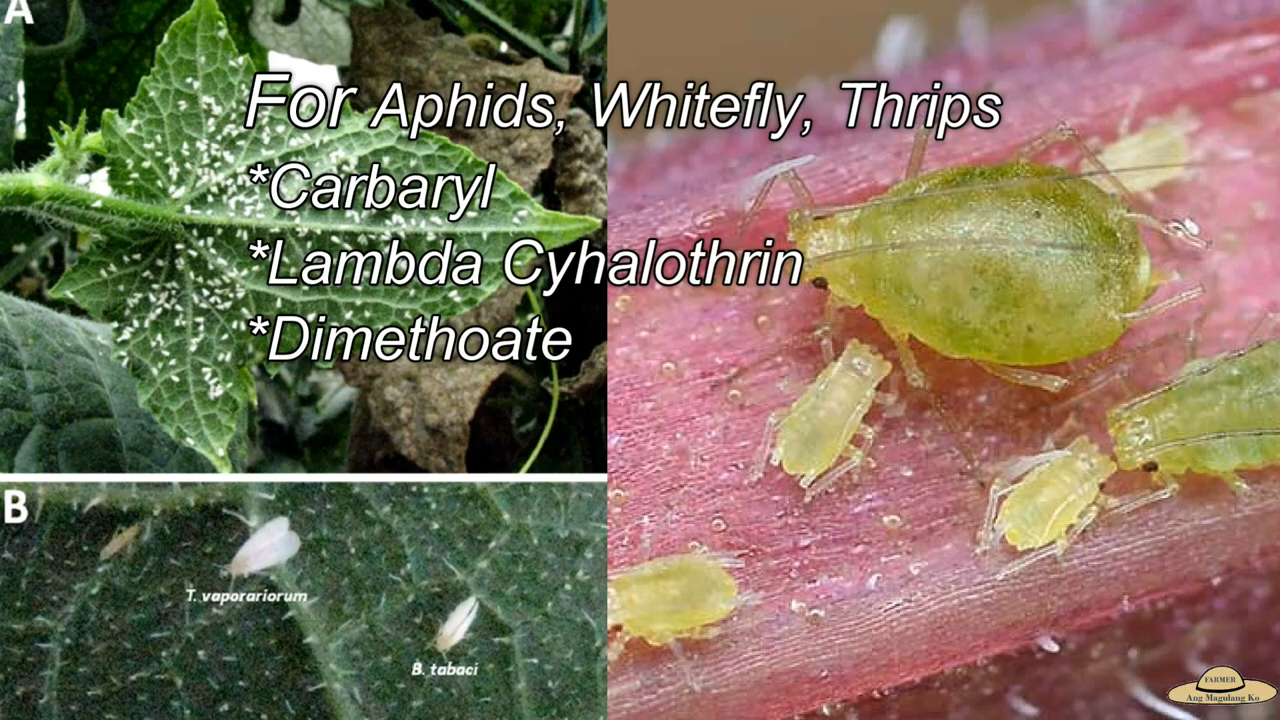 A
For Aphids, Whitefly, Thrips
*Carbaryl
*Lambda Cyhalothrin
*Dimethoate
B
T. vaporariorum
B. tabaci
FARMER
Ang Magulang Ko